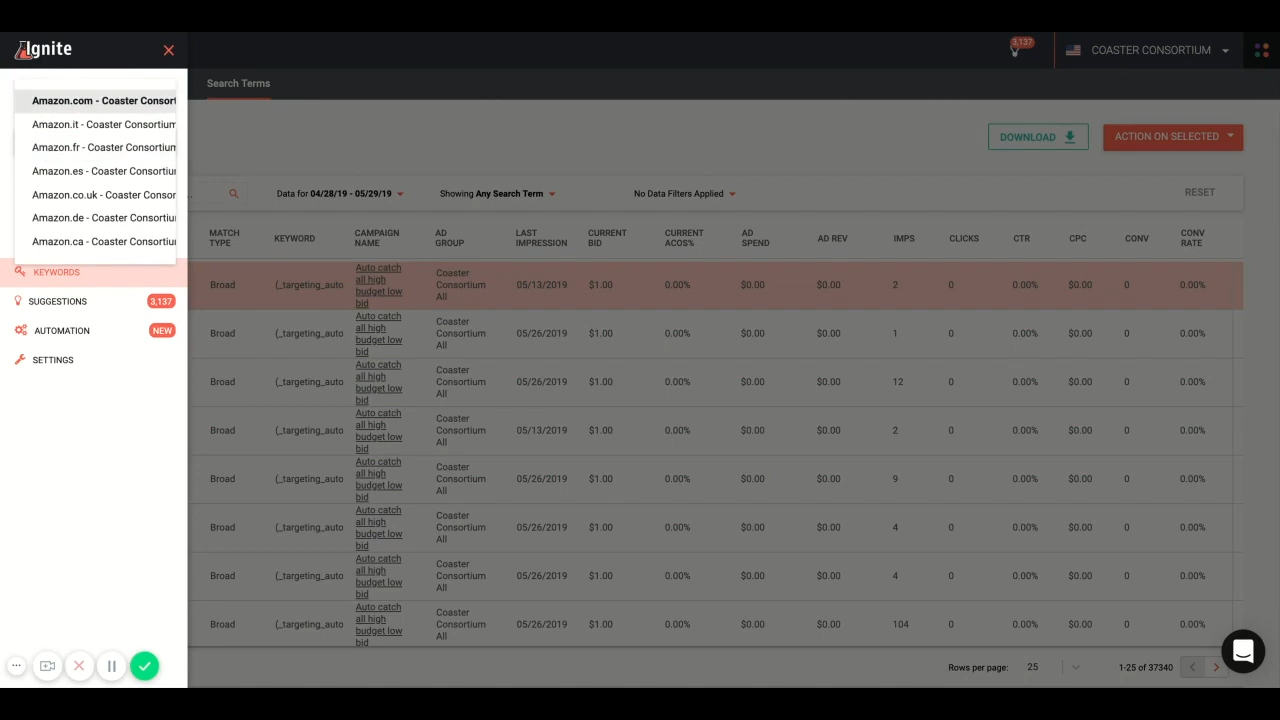 Ignite
3,137
COASTER CONSORTIUM
Search Terms
Amazon.com - Coaster Consort
Amazon.it - Coaster Consortium
Amazon.fr - Coaster Consortium
Amazon.es - Coaster Consortiu
Amazon.co.uk - Coaster Consor
Amazon.de - Coaster Consortiu
Amazon.ca - Coaster Consortiu
KEYWORDS
SUGGESTIONS 3,137
AUTOMATION NEW
SETTINGS
DOWNLOAD
ACTION ON SELECTED
Data for 04/28/19 - 05/29/19
Showing Any Search Term
No Data Filters Applied
RESET
MATCH TYPE KEYWORD CAMPAIGN NAME AD GROUP LAST IMPRESSION CURRENT BID CURRENT ACOS% AD SPEND AD REV IMPS CLICKS CTR CPC CONV CONV RATE
Broad (_targeting_auto Auto catch all high budget low bid Coaster Consortium All 05/13/2019 $1.00 0.00% $0.00 $0.00 2 0 0.00% $0.00 0 0.00%
Broad (_targeting_auto Auto catch all high budget low bid Coaster Consortium All 05/26/2019 $1.00 0.00% $0.00 $0.00 1 0 0.00% $0.00 0 0.00%
Broad (_targeting_auto Auto catch all high budget low bid Coaster Consortium All 05/26/2019 $1.00 0.00% $0.00 $0.00 12 0 0.00% $0.00 0 0.00%
Broad (_targeting_auto Auto catch all high budget low bid Coaster Consortium All 05/13/2019 $1.00 0.00% $0.00 $0.00 2 0 0.00% $0.00 0 0.00%
Broad (_targeting_auto Auto catch all high budget low bid Coaster Consortium All 05/26/2019 $1.00 0.00% $0.00 $0.00 9 0 0.00% $0.00 0 0.00%
Broad (_targeting_auto Auto catch all high budget low bid Coaster Consortium All 05/26/2019 $1.00 0.00% $0.00 $0.00 4 0 0.00% $0.00 0 0.00%
Broad (_targeting_auto Auto catch all high budget low bid Coaster Consortium All 05/26/2019 $1.00 0.00% $0.00 $0.00 4 0 0.00% $0.00 0 0.00%
Broad (_targeting_auto Auto catch all high budget low bid Coaster Consortium All 05/26/2019 $1.00 0.00% $0.00 $0.00 104 0 0.00% $0.00 0 0.00%
Rows per page: 25 1-25 of 37340